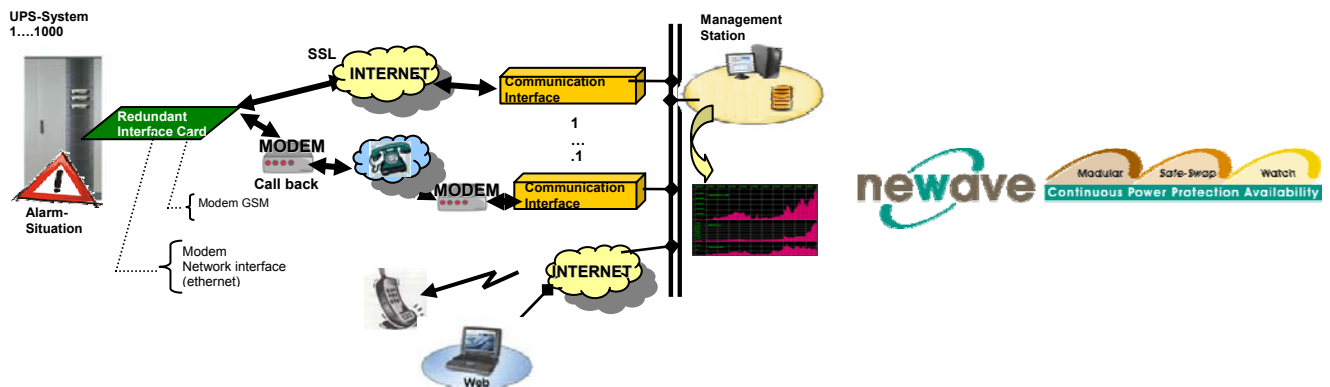 UPS-System
1....1000
Alarm-
Situation
Redundant
Interface Card
Modem GSM
Modem
Network interface
(ethernet)
SSL
INTERNET
MODEM
Call back
MODEM
Communication
Interface
1
...
.1
Communication
Interface
INTERNET
Web
Management
Station
newave
Modular
Safe-Swap
Watch
Continuous Power Protection Availability